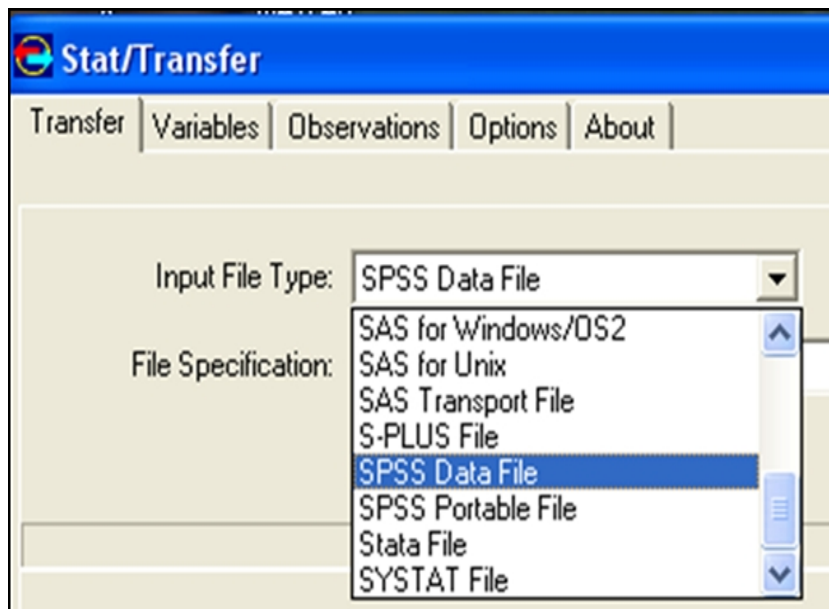 Stat/Transfer
Transfer Variables Observations Options About
Input File Type: SPSS Data File
SAS for Windows/OS2
File Specification: SAS for Unix
SAS Transport File
S-PLUS File
SPSS Data File
SPSS Portable File
Stata File
SYSTAT File